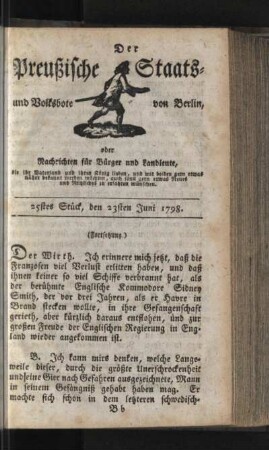 Der
Preußische Staats-
und Volksbote von Berlin,
oder
Nachrichten für Bürger und Landleute,
die ihr Vaterland und ihren König lieben, und mit beiden gern etwas
näher bekannt werden möchten, auch sonst gern etwas Neues
und Nützliches zu erfahren wünschen.
25stes Stück, den 23sten Juni 1798.
(Fortsetzung.)
Der Wirth. Ich erinnere mich jetzt, daß die
Franzosen viel Verlust erlitten haben, und daß
ihnen keiner so viel Schiffe verbrannt hat, als
der berühmte Englische Kommodore Sidney
Smith, der vor drei Jahren, als er Havre in
Brand stecken wollte, in ihre Gefangenschaft
gerieth, aber kürzlich daraus entflohen, und zur
großen Freude der Englischen Regierung in Eng-
land wieder angekommen ist.
B. Ich kann mirs denken, welche Langs-
weile dieser, durch die größte Unerschrockenheit
und seine Gier nach Gefahren ausgezeichnete, Mann
in seinem Gefängniß gehabt haben mag. Er
machte sich schon in dem letzteren schwedisch-
B b